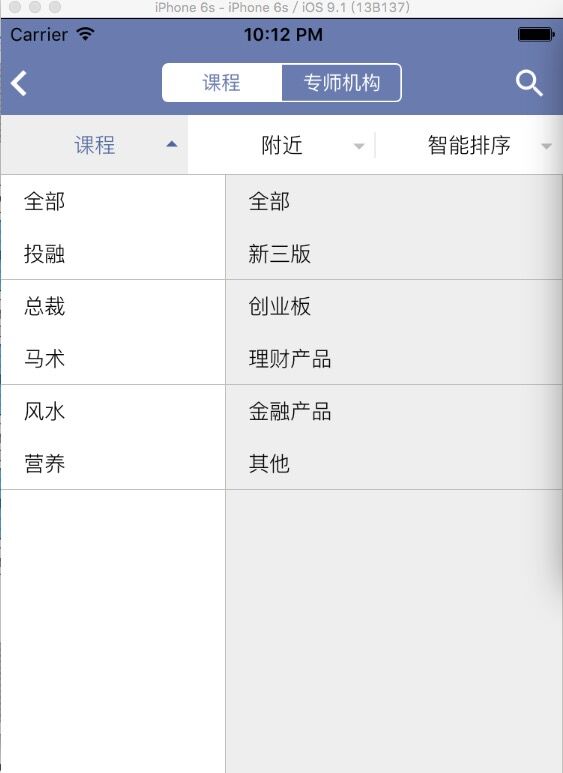 iPhone 6s - iPhone 6s / iOS 9.1 (13B137)
Carrier 10:12 PM
课程 专师机构
课程 附近 智能排序
全部 全部
投融 新三版
总裁 创业板
马术 理财产品
风水 金融产品
营养 其他